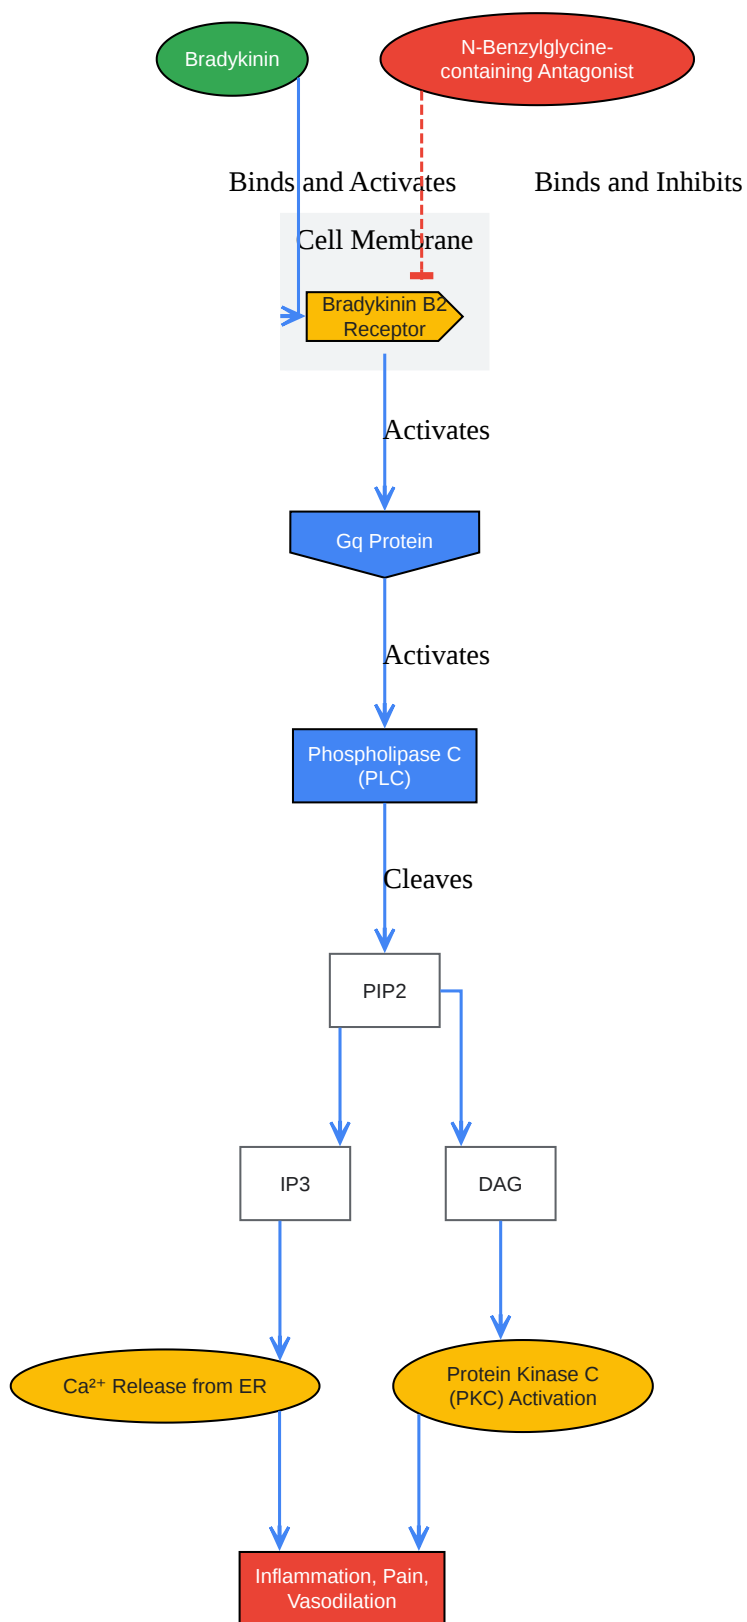 Bradykinin
N-Benzylglycine-
containing Antagonist
Binds and Activates
Binds and Inhibits
Cell Membrane
Bradykinin B2
Receptor
Activates
Gq Protein
Activates
Phospholipase C
(PLC)
Cleaves
PIP2
IP3
DAG
Ca²⁺ Release from ER
Protein Kinase C
(PKC) Activation
Inflammation, Pain,
Vasodilation